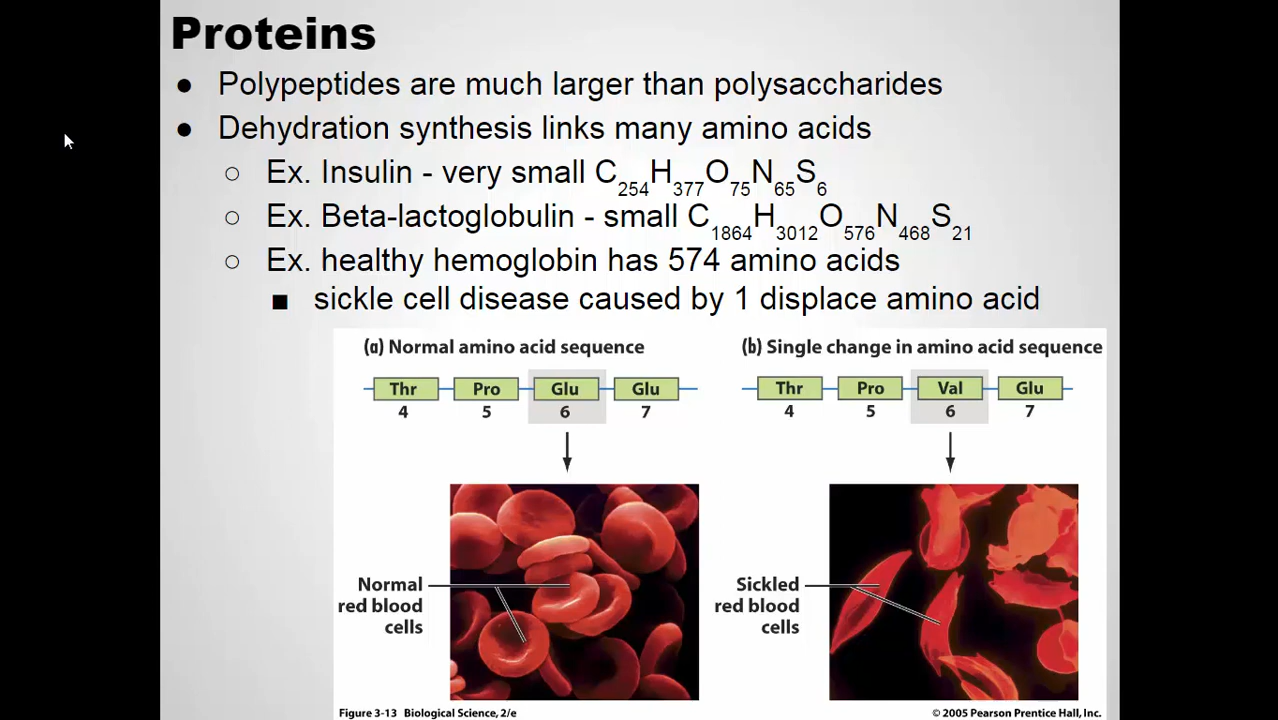 Proteins
● Polypeptides are much larger than polysaccharides
● Dehydration synthesis links many amino acids
○ Ex. Insulin - very small C254H377O75N65S6
○ Ex. Beta-lactoglobulin - small C1864H3012O576N468S21
○ Ex. healthy hemoglobin has 574 amino acids
■ sickle cell disease caused by 1 displace amino acid
(a) Normal amino acid sequence
Thr Pro Glu Glu
4 5 6 7
Normal
red blood
cells
(b) Single change in amino acid sequence
Thr Pro Val Glu
4 5 6 7
Sickled
red blood
cells
Figure 3-13 Biological Science, 2/e
© 2005 Pearson Prentice Hall, Inc.